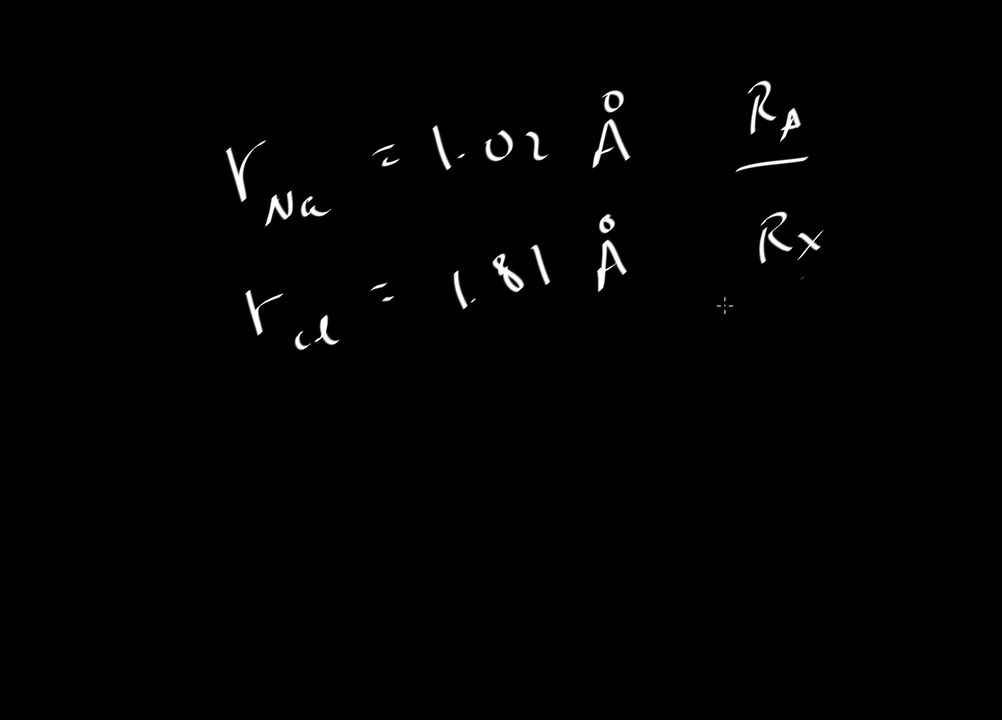 r_Na = 1.02 Å
r_Cl = 1.81 Å
R_A
R_X